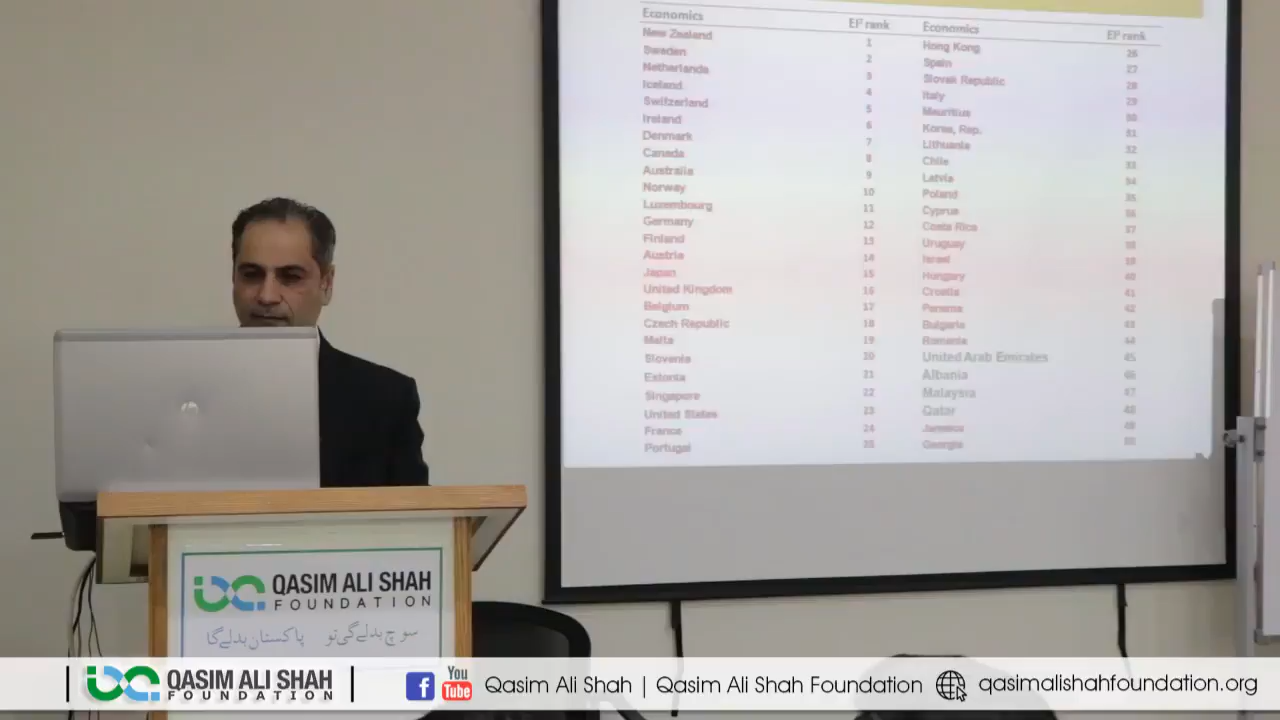 Economics EF rank Economics EF rank
New Zealand 1 Hong Kong 26
Sweden 2 Spain 27
Netherlands 3 Slovak Republic 28
Iceland 4 Italy 29
Switzerland 5 Mauritius 30
Ireland 6 Korea, Rep. 31
Denmark 7 Lithuania 32
Canada 8 Chile 33
Australia 9 Latvia 34
Norway 10 Poland 35
Luxembourg 11 Cyprus 36
Germany 12 Costa Rica 37
Finland 13 Uruguay 38
Austria 14 Israel 39
Japan 15 Hungary 40
United Kingdom 16 Croatia 41
Belgium 17 Panama 42
Czech Republic 18 Bulgaria 43
Malta 19 Romania 44
Slovenia 20 United Arab Emirates 45
Estonia 21 Albania 46
Singapore 22 Malaysia 47
United States 23 Qatar 48
France 24 Jamaica 49
Portugal 25 Georgia 50
QASIM ALI SHAH
FOUNDATION
سوچ بدلے گی تو پاکستان بدلے گا
QASIM ALI SHAH
FOUNDATION
f You Tube Qasim Ali Shah | Qasim Ali Shah Foundation qasimalishahfoundation.org